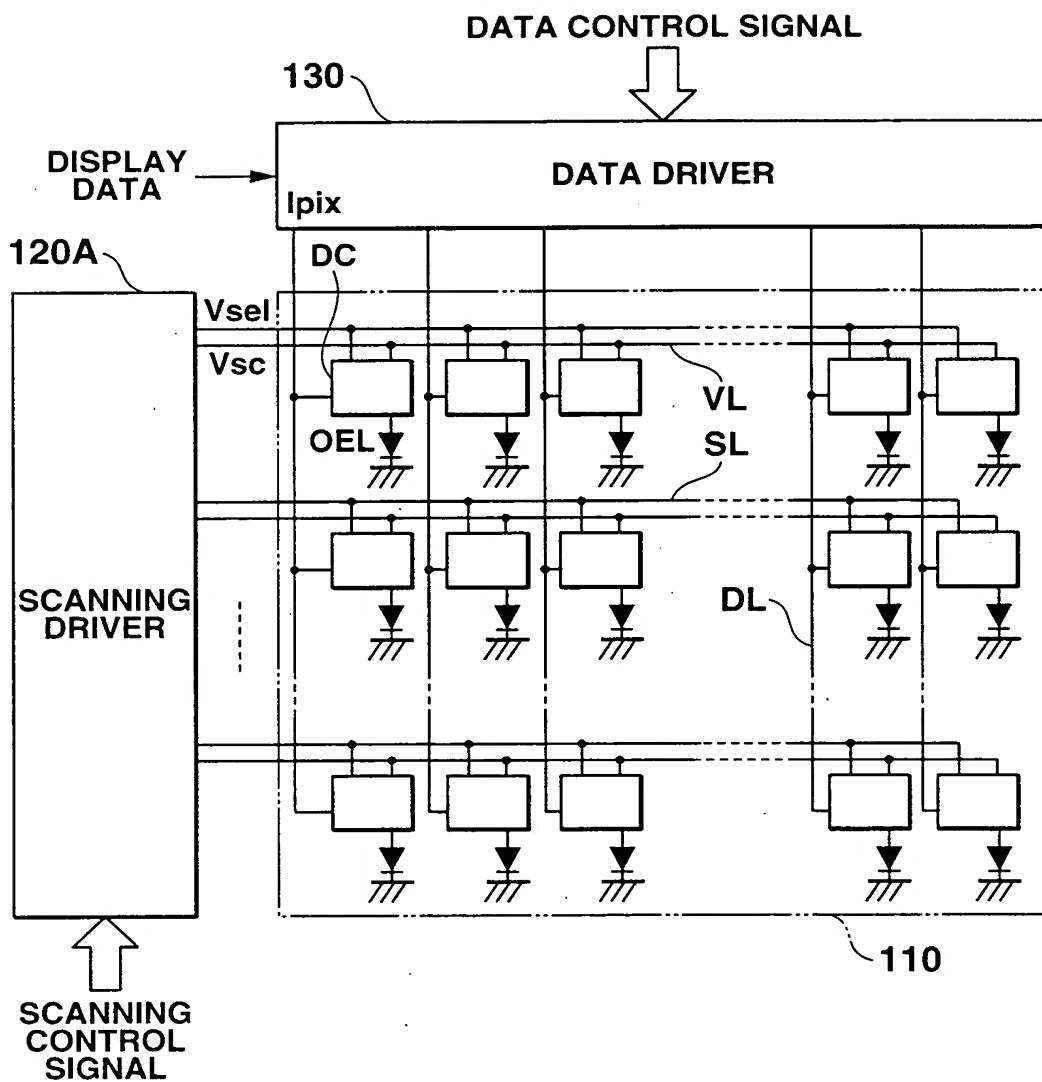 DATA CONTROL SIGNAL
130
DISPLAY
DATA
DATA DRIVER
Ipix
120A
DC
Vsel
Vsc
VL
OEL
SL
SCANNING
DRIVER
DL
110
SCANNING
CONTROL
SIGNAL